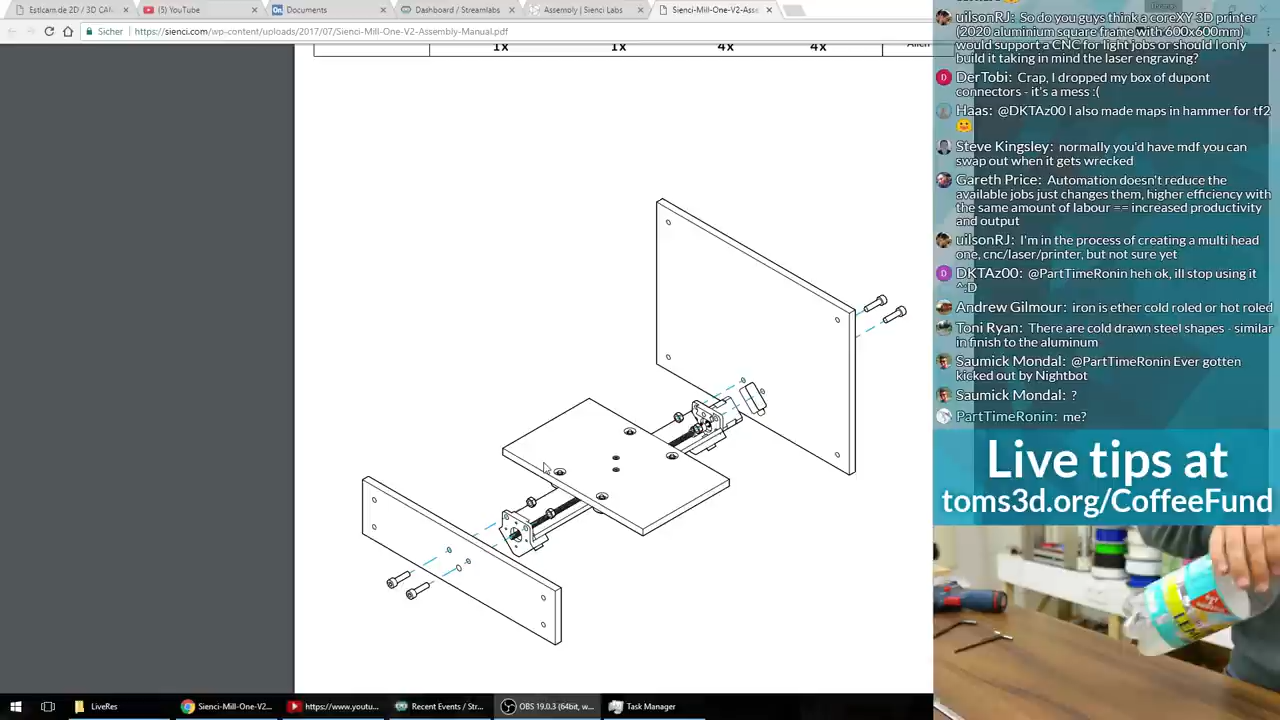 Estlcam.de 2D / 3D CAM
(5) YouTube
Documents
Dashboard / Streamlabs
Assembly | Sienci Labs
Sienci-Mill-One-V2-Asse
Sicher
https://sienci.com/wp-content/uploads/2017/07/Sienci-Mill-One-V2-Assembly-Manual.pdf
1x 1x 4x 4x Allen
uilsonRJ: So do you guys think a coreXY 3D printer
(2020 aluminium square frame with 600x600mm)
would support a CNC for light jobs or should I only
build it taking in mind the laser engraving?
DerTobi: Crap, I dropped my box of dupont
connectors - it's a mess :(
Haas: @DKTAz00 I also made maps in hammer for tf2
Steve Kingsley: normally you'd have mdf you can
swap out when it gets wrecked
Gareth Price: Automation doesn't reduce the
available jobs just changes them, higher efficiency with
the same amount of labour == increased productivity
and output
uilsonRJ: I'm in the process of creating a multi head
one, cnc/laser/printer, but not sure yet
DKTAz00: @PartTimeRonin heh ok, ill stop using it
^:D
Andrew Gilmour: iron is ether cold roled or hot roled
Toni Ryan: There are cold drawn steel shapes - similar
in finish to the aluminum
Saumick Mondal: @PartTimeRonin Ever gotten
kicked out by Nightbot
Saumick Mondal: ?
PartTimeRonin: me?
Live tips at
toms3d.org/CoffeeFund
LiveRes
Sienci-Mill-One-V2...
https://www.youtu...
Recent Events / Str...
OBS 19.0.3 (64bit, w...
Task Manager